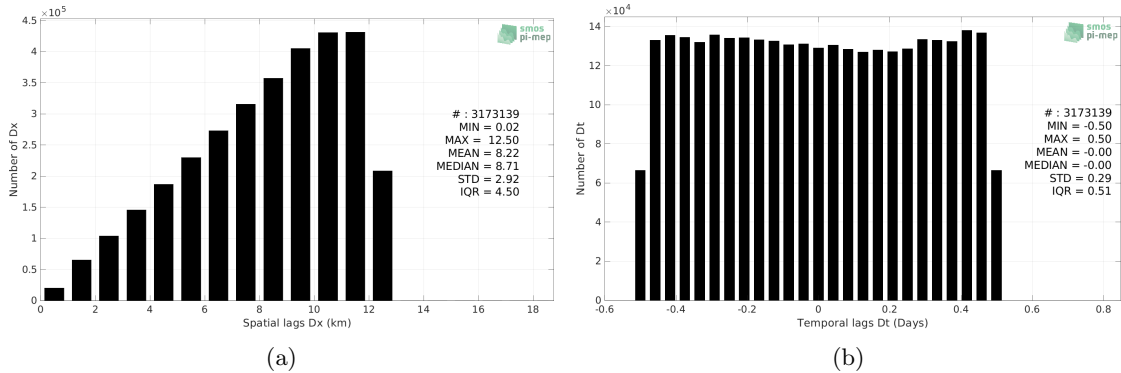 ×10⁵
4.5
4
3.5
3
2.5
2
1.5
1
0.5
0
Number of Dx
smos
pi-mep
# : 3173139
MIN = 0.02
MAX = 12.50
MEAN = 8.22
MEDIAN = 8.71
STD = 2.92
IQR = 4.50
0 2 4 6 8 10 12 14 16 18
Spatial lags Dx (km)
(a)
×10⁴
14
12
10
8
6
4
2
0
Number of Dt
smos
pi-mep
# : 3173139
MIN = -0.50
MAX = 0.50
MEAN = -0.00
MEDIAN = -0.00
STD = 0.29
IQR = 0.51
-0.6 -0.4 -0.2 0 0.2 0.4 0.6 0.8
Temporal lags Dt (Days)
(b)